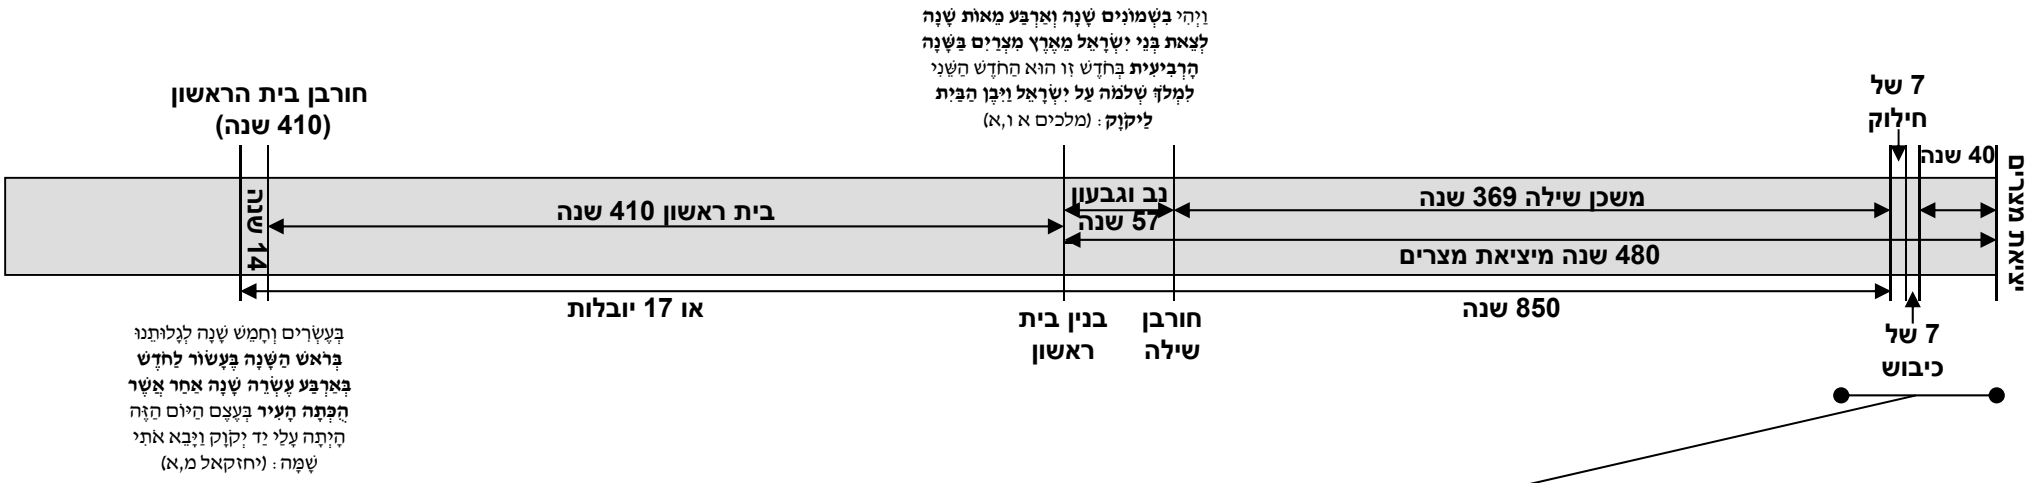 וַיְהִי בִשְׁמוֹנִים שָׁנָה וְאַרְבַּע מֵאוֹת שָׁנָה
לְצֵאת בְּנֵי יִשְׂרָאֵל מֵאֶרֶץ מִצְרַיִם בַּשָּׁנָה
הָרְבִיעִית בְּחֹדֶשׁ זִו הוּא הַחֹדֶשׁ הַשֵּׁנִי
לִמְלֹךְ שְׁלֹמֹה עַל יִשְׂרָאֵל וַיִּבֶן הַבַּיִת
לַיקֹוָק: (מלכים א ו,א)
7 של
חילוק
חורבן בית הראשון
(410 שנה)
40 שנה
יציאת מצרים
משכן שילה 369 שנה
נב וגבעון
57 שנה
בית ראשון 410 שנה
14 שנה
480 שנה מיציאת מצרים
850 שנה
או 17 יובלות
7 של
כיבוש
חורבן
שילה
בנין בית
ראשון
בְּעֶשְׂרִים וְחָמֵשׁ שָׁנָה לְגָלוּתֵנוּ
בְּרֹאשׁ הַשָּׁנָה בֶּעָשׂוֹר לַחֹדֶשׁ
בְּאַרְבַּע עֶשְׂרֵה שָׁנָה אַחַר אֲשֶׁר
הֻכְּתָה הָעִיר בְּעֶצֶם הַיּוֹם הַזֶּה
הָיְתָה עָלַי יַד יְקֹוָק וַיָּבֵא אֹתִי
שָׁמָּה: (יחזקאל מ,א)